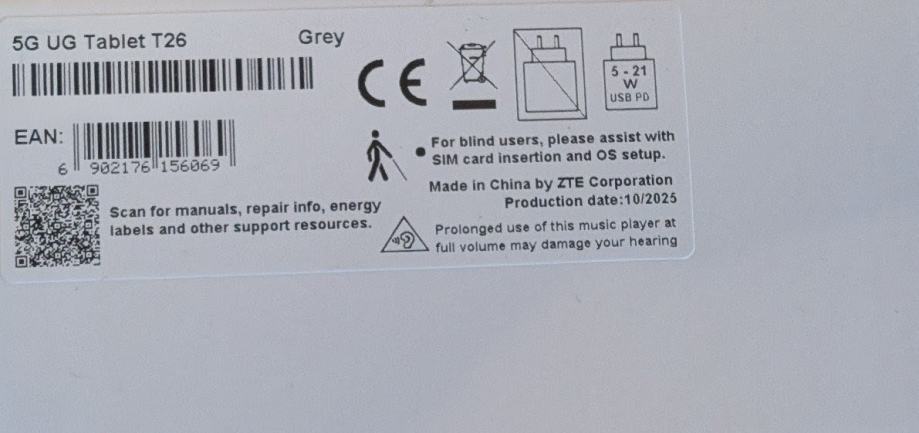 5G UG Tablet T26 Grey
CE
5 - 21
W
USB PD
EAN:
6 902176 156069
For blind users, please assist with
SIM card insertion and OS setup.
Made in China by ZTE Corporation
Production date:10/2025
Scan for manuals, repair info, energy
labels and other support resources.
Prolonged use of this music player at
full volume may damage your hearing